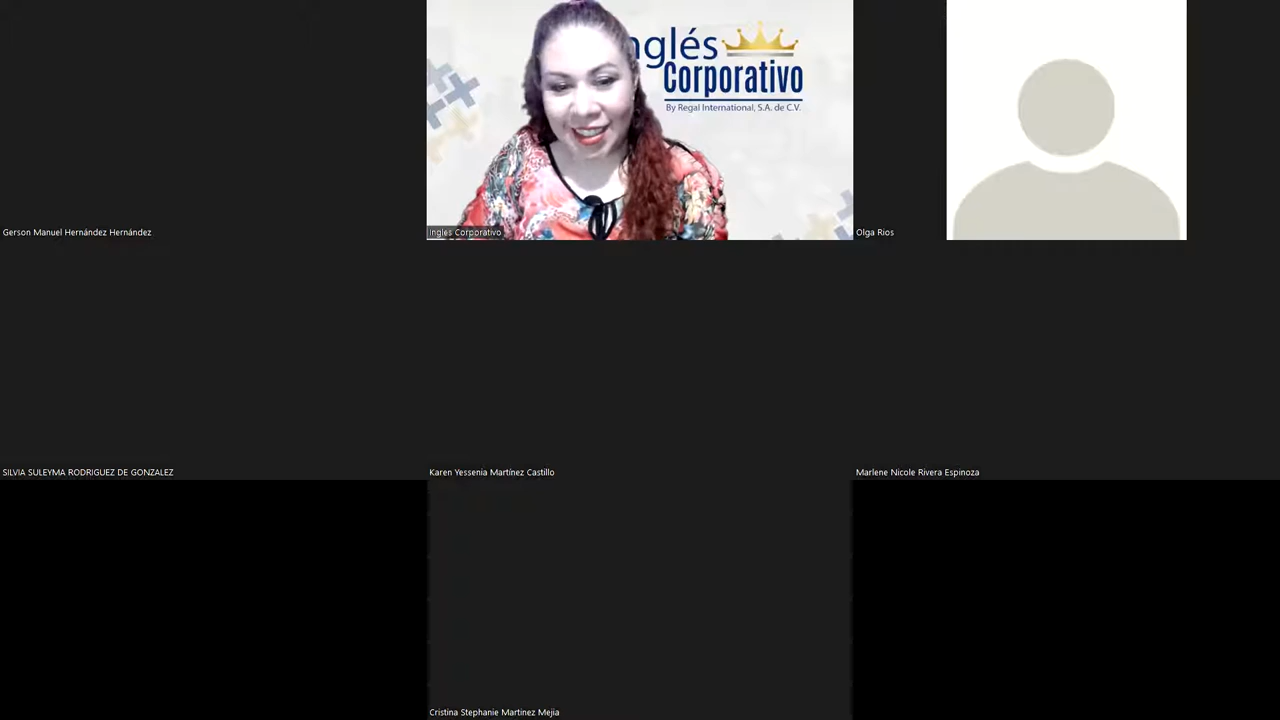 nglés
Corporativo
By Regal International, S.A. de C.V.
Gerson Manuel Hernández Hernández
Ingles Corporativo
Olga Rios
SILVIA SULEYMA RODRIGUEZ DE GONZALEZ
Karen Yessenia Martínez Castillo
Marlene Nicole Rivera Espinoza
Cristina Stephanie Martinez Mejia